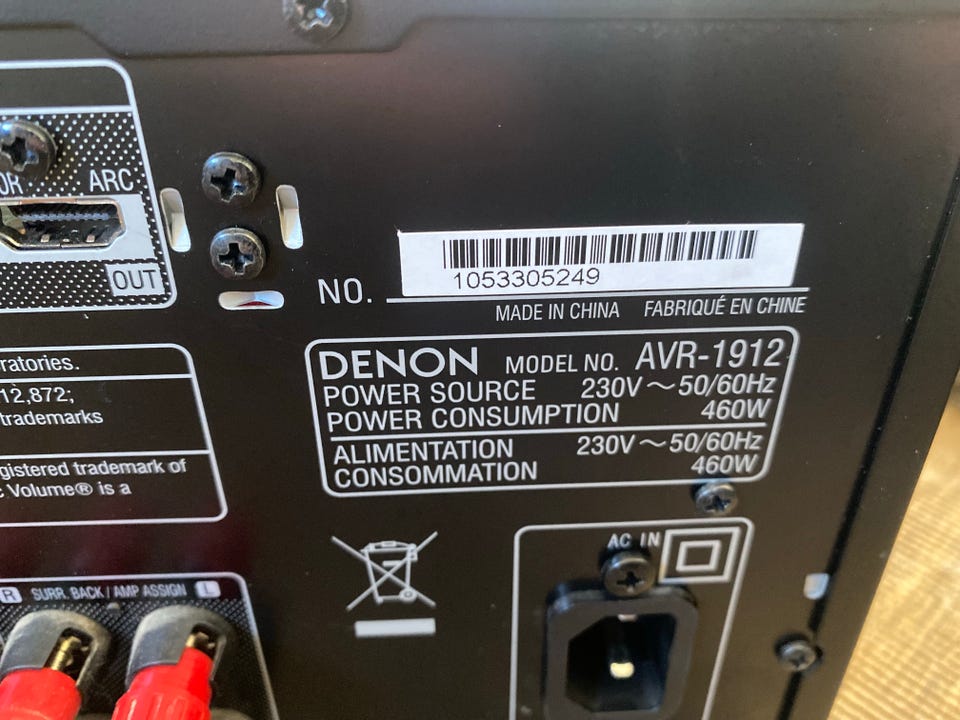 ARC
OUT
NO. 1053305249
MADE IN CHINA FABRIQUÉ EN CHINE
DENON MODEL NO. AVR-1912
POWER SOURCE 230V ~ 50/60Hz
POWER CONSUMPTION 460W
ALIMENTATION 230V ~ 50/60Hz
CONSOMMATION 460W
ratories.
12,872;
trademarks
gistered trademark of
c Volume® is a
AC IN
R SURR. BACK / AMP ASSIGN L